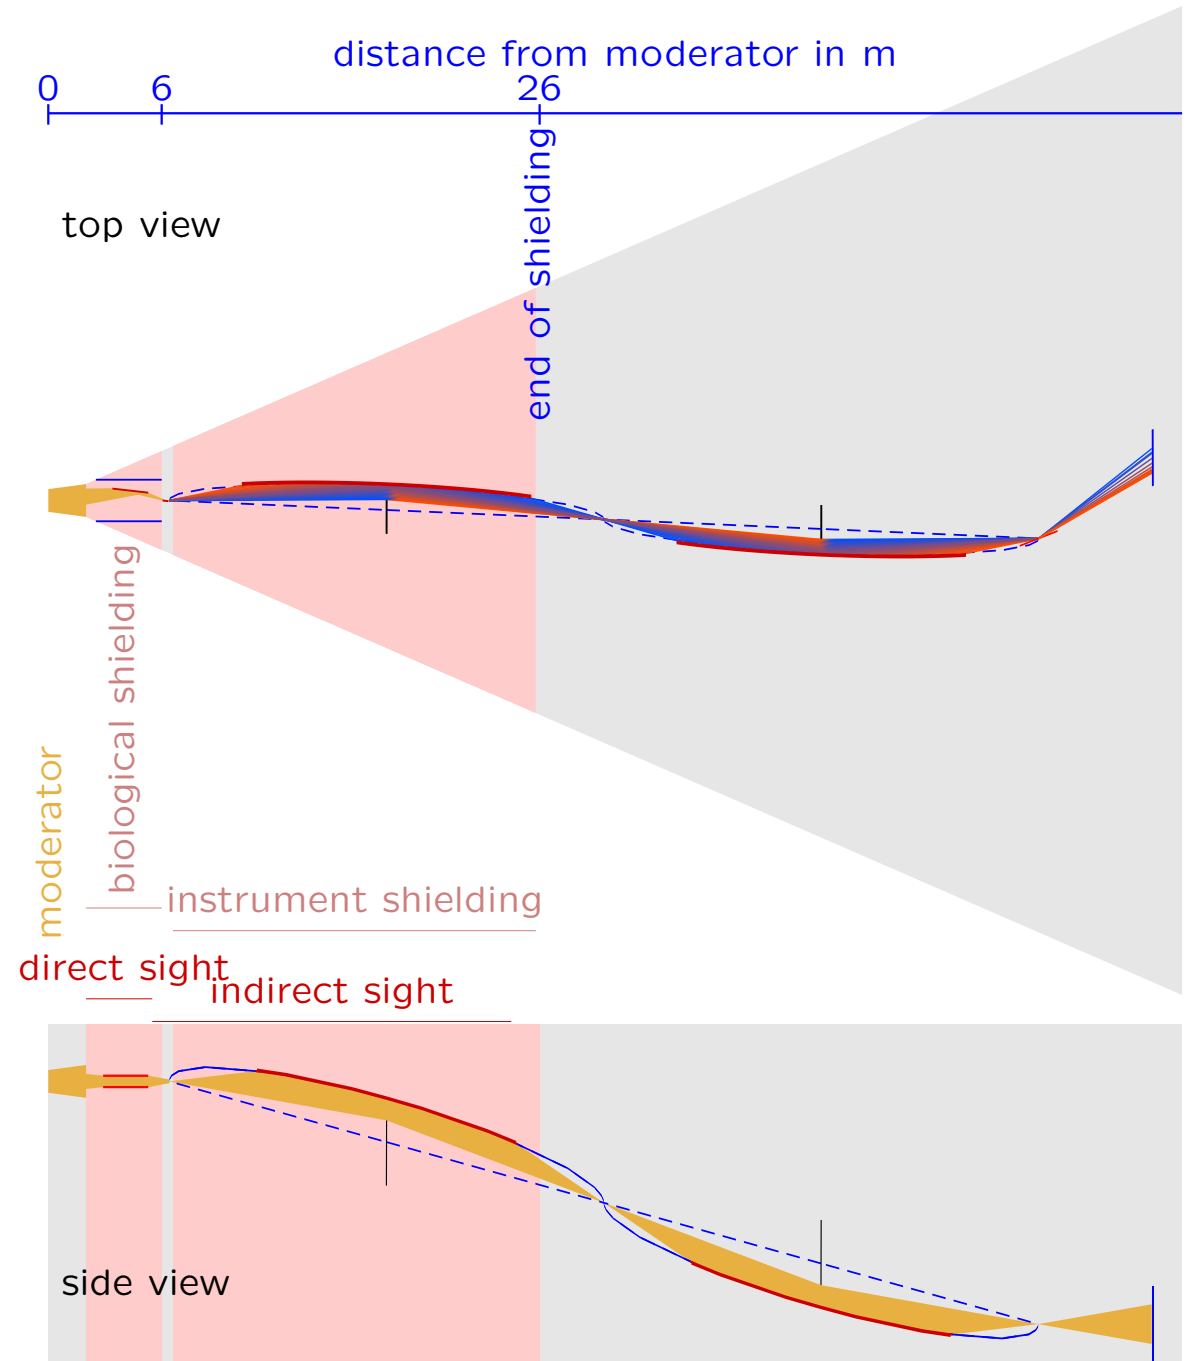 distance from moderator in m
0
6
26
end of shielding
top view
biological shielding
moderator
instrument shielding
direct sight
indirect sight
side view